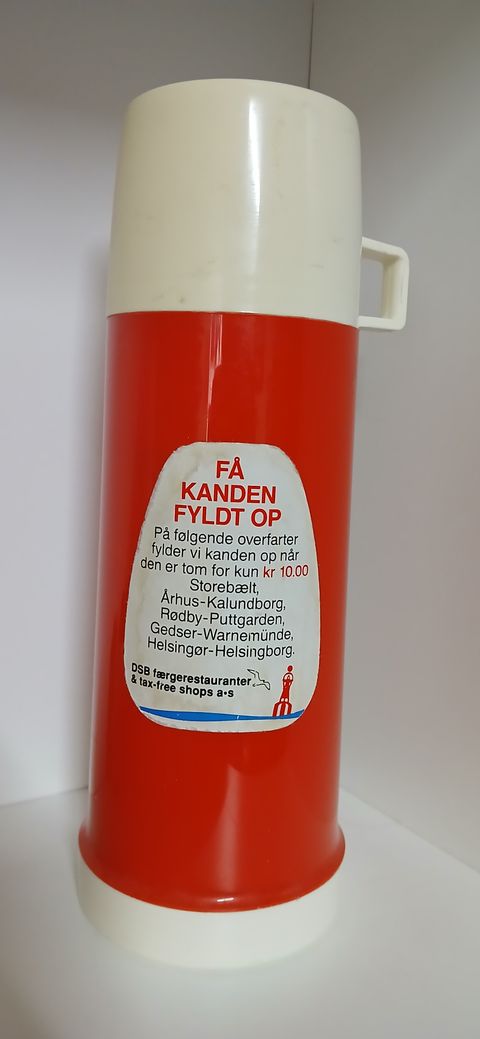 FÅ
KANDEN
FYLDT OP
På følgende overfarter
fylder vi kanden op når
den er tom for kun kr 10.00
Storebælt,
Århus-Kalundborg,
Rødby-Puttgarden,
Gedser-Warnemünde,
Helsingør-Helsingborg.
DSB færgerestauranter
& tax-free shops a•s